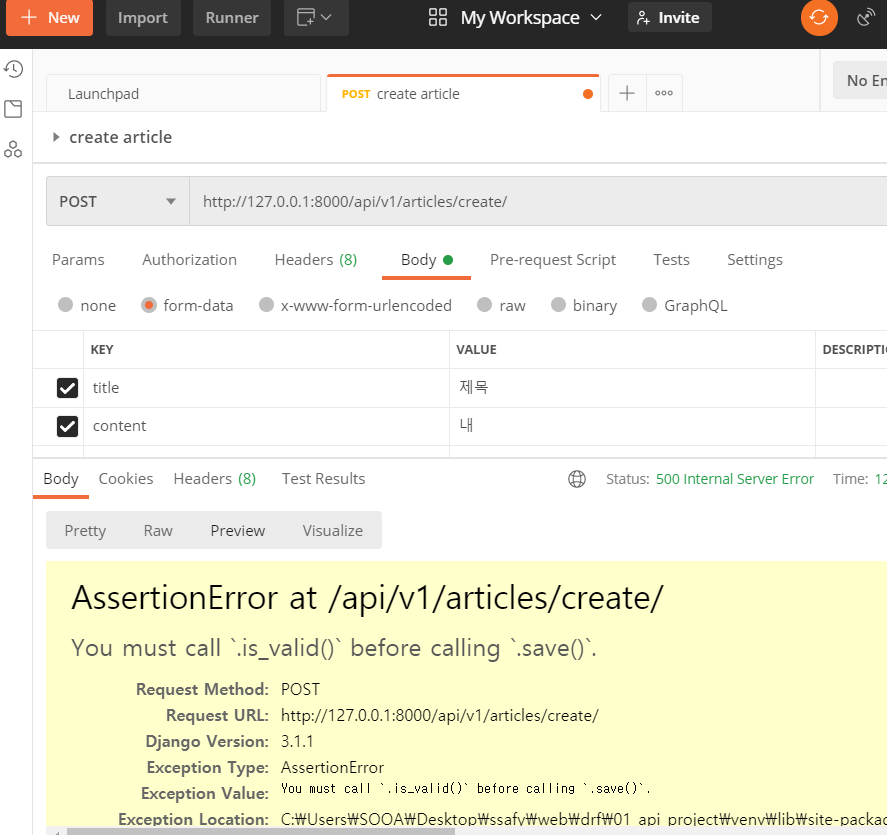 New Import Runner My Workspace Invite
Launchpad POST create article No En
create article
POST http://127.0.0.1:8000/api/v1/articles/create/
Params Authorization Headers (8) Body Pre-request Script Tests Settings
none form-data x-www-form-urlencoded raw binary GraphQL
KEY VALUE DESCRIPTI
title 제목
content 내
Body Cookies Headers (8) Test Results Status: 500 Internal Server Error Time: 12
Pretty Raw Preview Visualize
AssertionError at /api/v1/articles/create/
You must call `.is_valid()` before calling `.save()`.
Request Method: POST
Request URL: http://127.0.0.1:8000/api/v1/articles/create/
Django Version: 3.1.1
Exception Type: AssertionError
Exception Value: You must call `.is_valid()` before calling `.save()`.
Exception Location: C:₩Users₩SOOA₩Desktop₩ssafy₩web₩drf₩01_api_project₩venv₩lib₩site-packac